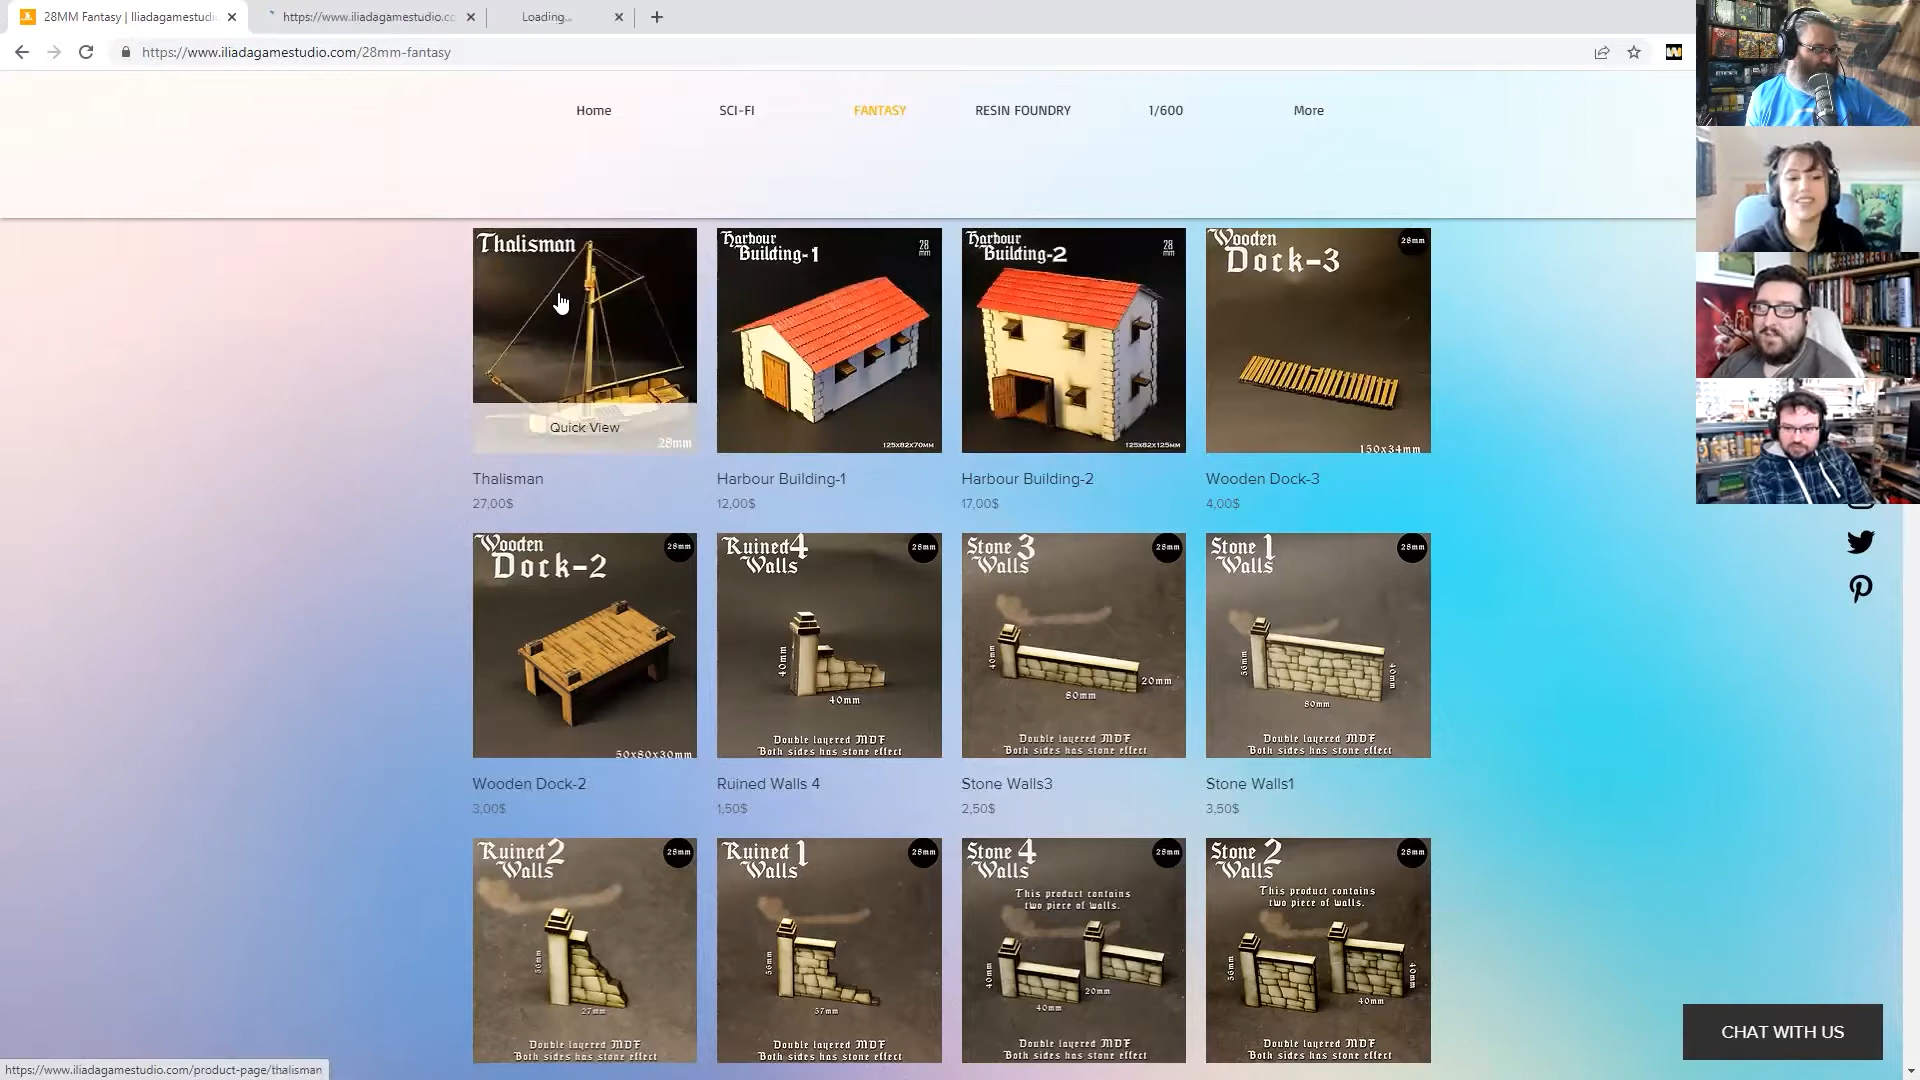 28MM Fantasy | Iliadagamestudi
https://www.iliadagamestudio.cc
Loading...
https://www.iliadagamestudio.com/28mm-fantasy
Home
SCI-FI
FANTASY
RESIN FOUNDRY
1/600
More
Thalisman
Quick View
28mm
Harbour
Building-1
28
mm
125x82x70MM
Harbour
Building-2
28
mm
125x82x125MM
Wooden
Dock-3
28mm
150x34mm
Thalisman
27,00$
Harbour Building-1
12,00$
Harbour Building-2
17,00$
Wooden Dock-3
4,00$
Wooden
Dock-2
28mm
50x80x30mm
Ruined 4
Walls
28mm
40mm
40mm
Double layered MDF
Both sides has stone effect
Stone 3
Walls
28mm
40mm
20mm
80mm
Double layered MDF
Both sides has stone effect
Stone 1
Walls
28mm
56mm
40mm
80mm
Double layered MDF
Both sides has stone effect
Wooden Dock-2
3,00$
Ruined Walls 4
1,50$
Stone Walls3
2,50$
Stone Walls1
3,50$
Ruined 2
Walls
28mm
56mm
27mm
Double layered MDF
Both sides has stone effect
Ruined 1
Walls
28mm
56mm
57mm
Double layered MDF
Both sides has stone effect
Stone 4
Walls
28mm
This product contains
two piece of walls.
40mm
20mm
40mm
Double layered MDF
Both sides has stone effect
Stone 2
Walls
28mm
This product contains
two piece of walls.
56mm
40mm
40mm
Double layered MDF
Both sides has stone effect
CHAT WITH US
https://www.iliadagamestudio.com/product-page/thalisman